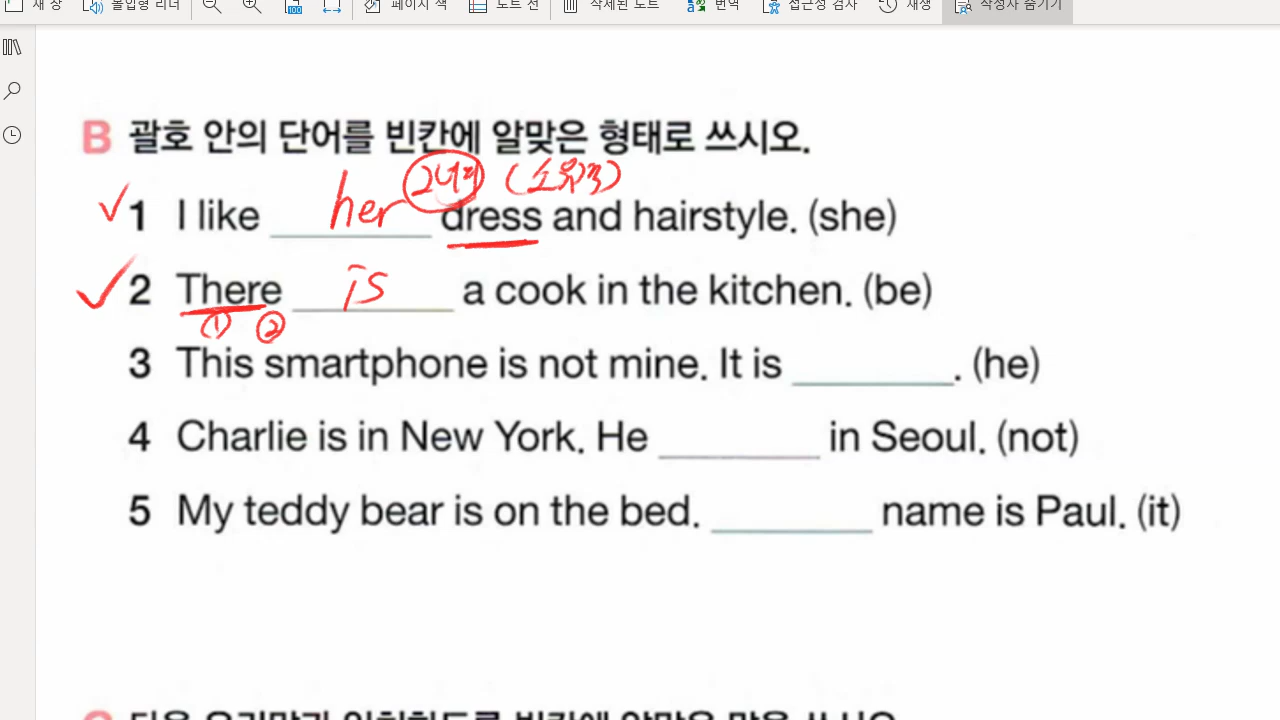 새 창 몰입형 리더 100 페이지 색 노트 선 삭제된 노트 번역 접근성 검사 재생 작성자 숨기기
B 괄호 안의 단어를 빈칸에 알맞은 형태로 쓰시오.
그녀의 (소유격)
✓ 1 I like her dress and hairstyle. (she)
✓ 2 There is a cook in the kitchen. (be)
① ②
3 This smartphone is not mine. It is ________. (he)
4 Charlie is in New York. He ________ in Seoul. (not)
5 My teddy bear is on the bed. ________ name is Paul. (it)